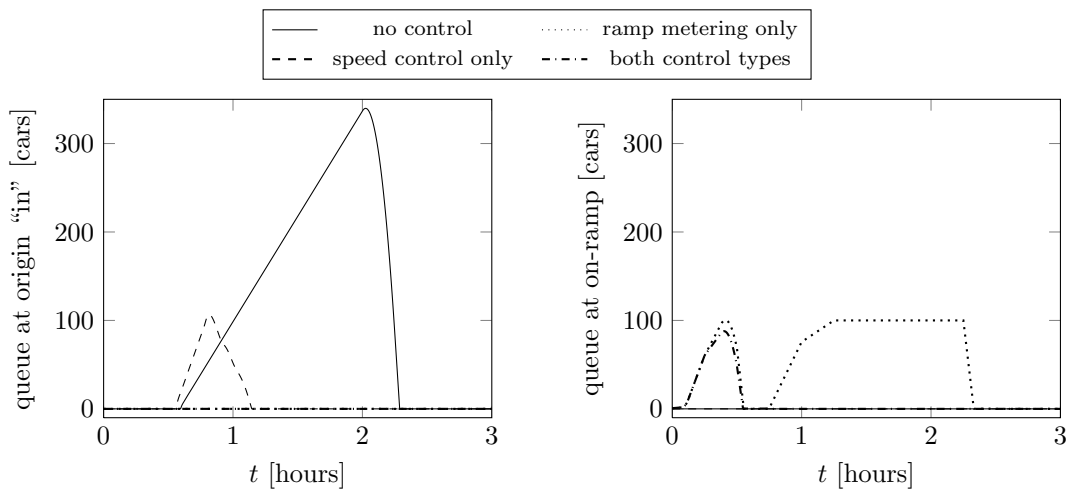 no control ramp metering only
speed control only both control types
queue at origin “in” [cars]
300
200
100
0
0 1 2 3
t [hours]
queue at on-ramp [cars]
300
200
100
0
0 1 2 3
t [hours]